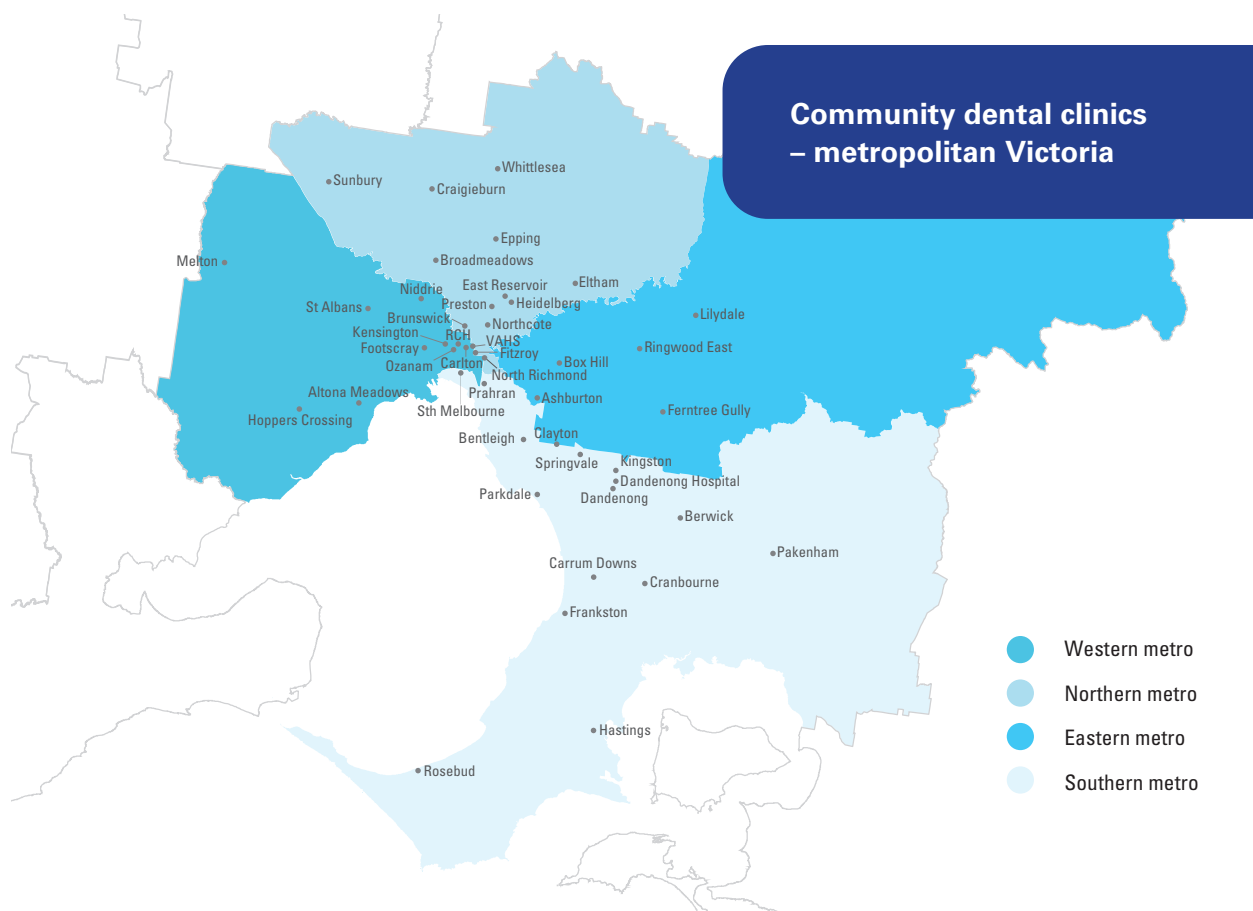 Community dental clinics
– metropolitan Victoria
Whittlesea
Sunbury
Craigieburn
Epping
Broadmeadows
Melton
Eltham
East Reservoir
Niddrie
Heidelberg
Preston
St Albans
Lilydale
Brunswick
Northcote
Kensington
RCH
VAHS
Footscray
Fitzroy
Ringwood East
Ozanam
Carlton
Box Hill
North Richmond
Prahran
Altona Meadows
Ashburton
Sth Melbourne
Ferntree Gully
Hoppers Crossing
Clayton
Bentleigh
Springvale
Kingston
Dandenong Hospital
Parkdale
Dandenong
Berwick
Pakenham
Carrum Downs
Cranbourne
Frankston
Western metro
Northern metro
Hastings
Eastern metro
Rosebud
Southern metro